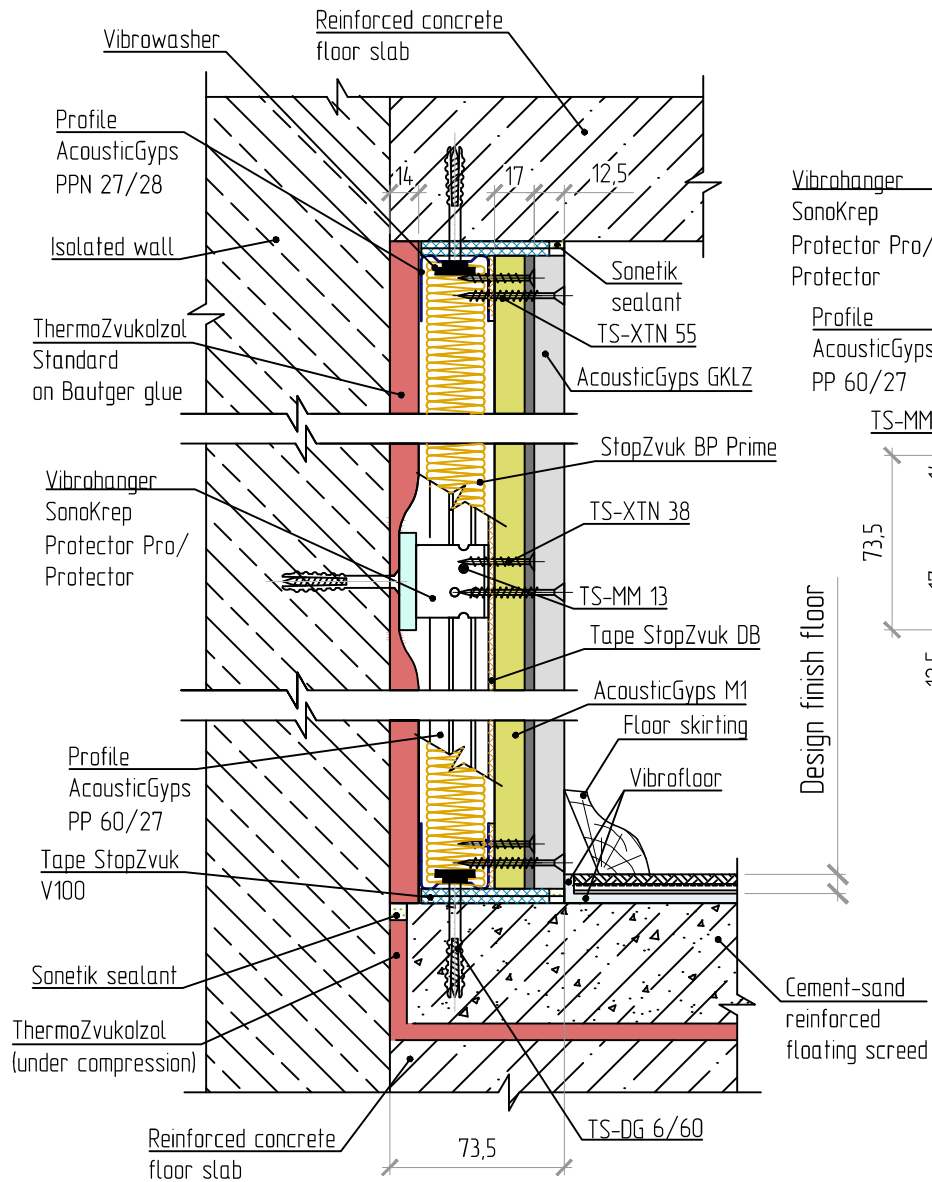 Reinforced concrete
floor slab
Vibrowasher
Profile
AcousticGyps
PPN 27/28
14
17
12,5
Vibrohanger
SonoKrep
Protector Pro/
Protector
Isolated wall
Sonetik
sealant
ThermoZvukoIzol
Standard
on Bautger glue
TS-XTN 55
Profile
AcousticGyps
PP 60/27
AcousticGyps GKLZ
TS-MM
StopZvuk BP Prime
Vibrohanger
SonoKrep
Protector Pro/
Protector
TS-XTN 38
73,5
TS-MM 13
Tape StopZvuk DB
Design finish floor
AcousticGyps M1
Floor skirting
Profile
AcousticGyps
PP 60/27
Vibrofloor
Tape StopZvuk
V100
Sonetik sealant
Cement-sand
reinforced
floating screed
ThermoZvukoIzol
(under compression)
TS-DG 6/60
Reinforced concrete
floor slab
73,5